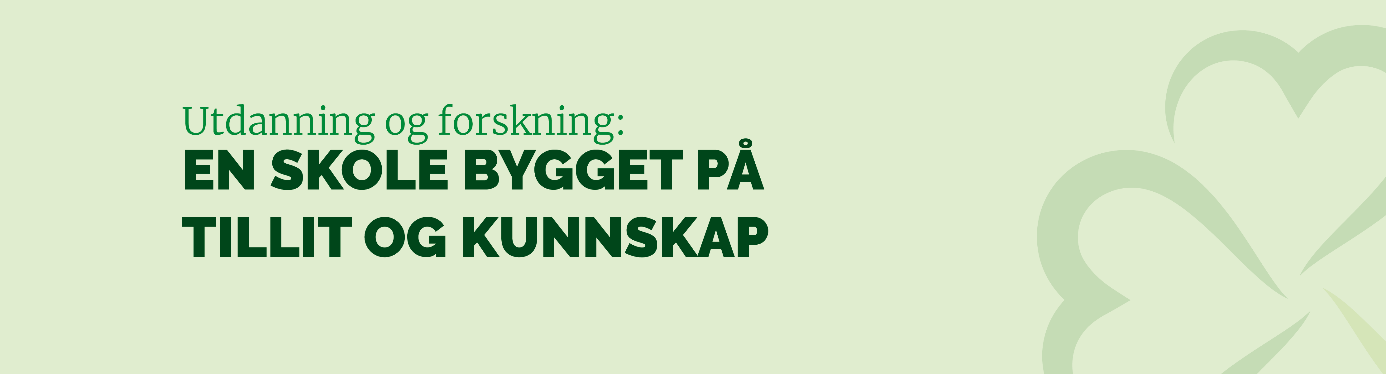 Utdanning og forskning:
EN SKOLE BYGGET PÅ
TILLIT OG KUNNSKAP